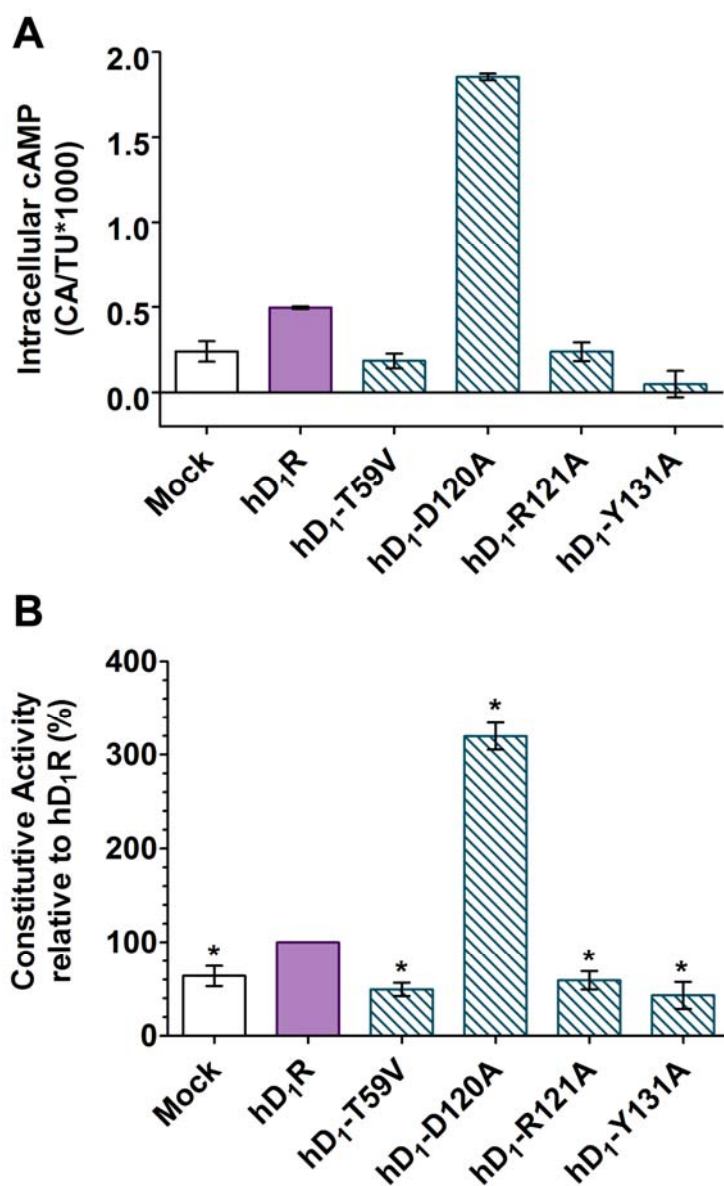 A
Intracellular cAMP
(CA/TU*1000)
2.0
1.5
1.0
0.5
0.0
Mock
hD₁R
hD₁-T59V
hD₁-D120A
hD₁-R121A
hD₁-Y131A
B
Constitutive Activity
relative to hD₁R (%)
400
300
200
100
0
*
*
*
*
*
Mock
hD₁R
hD₁-T59V
hD₁-D120A
hD₁-R121A
hD₁-Y131A